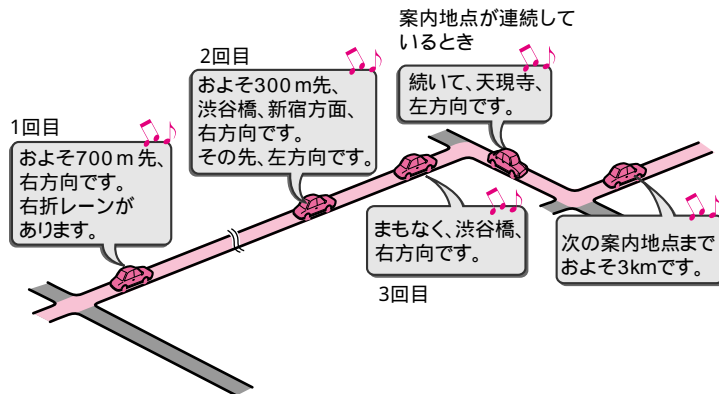 1回目
およそ700m先、
右方向です。
右折レーンが
あります。
2回目
およそ300m先、
渋谷橋、新宿方面、
右方向です。
その先、左方向です。
まもなく、渋谷橋、
右方向です。
3回目
案内地点が連続して
いるとき
続いて、天現寺、
左方向です。
次の案内地点まで
およそ3kmです。